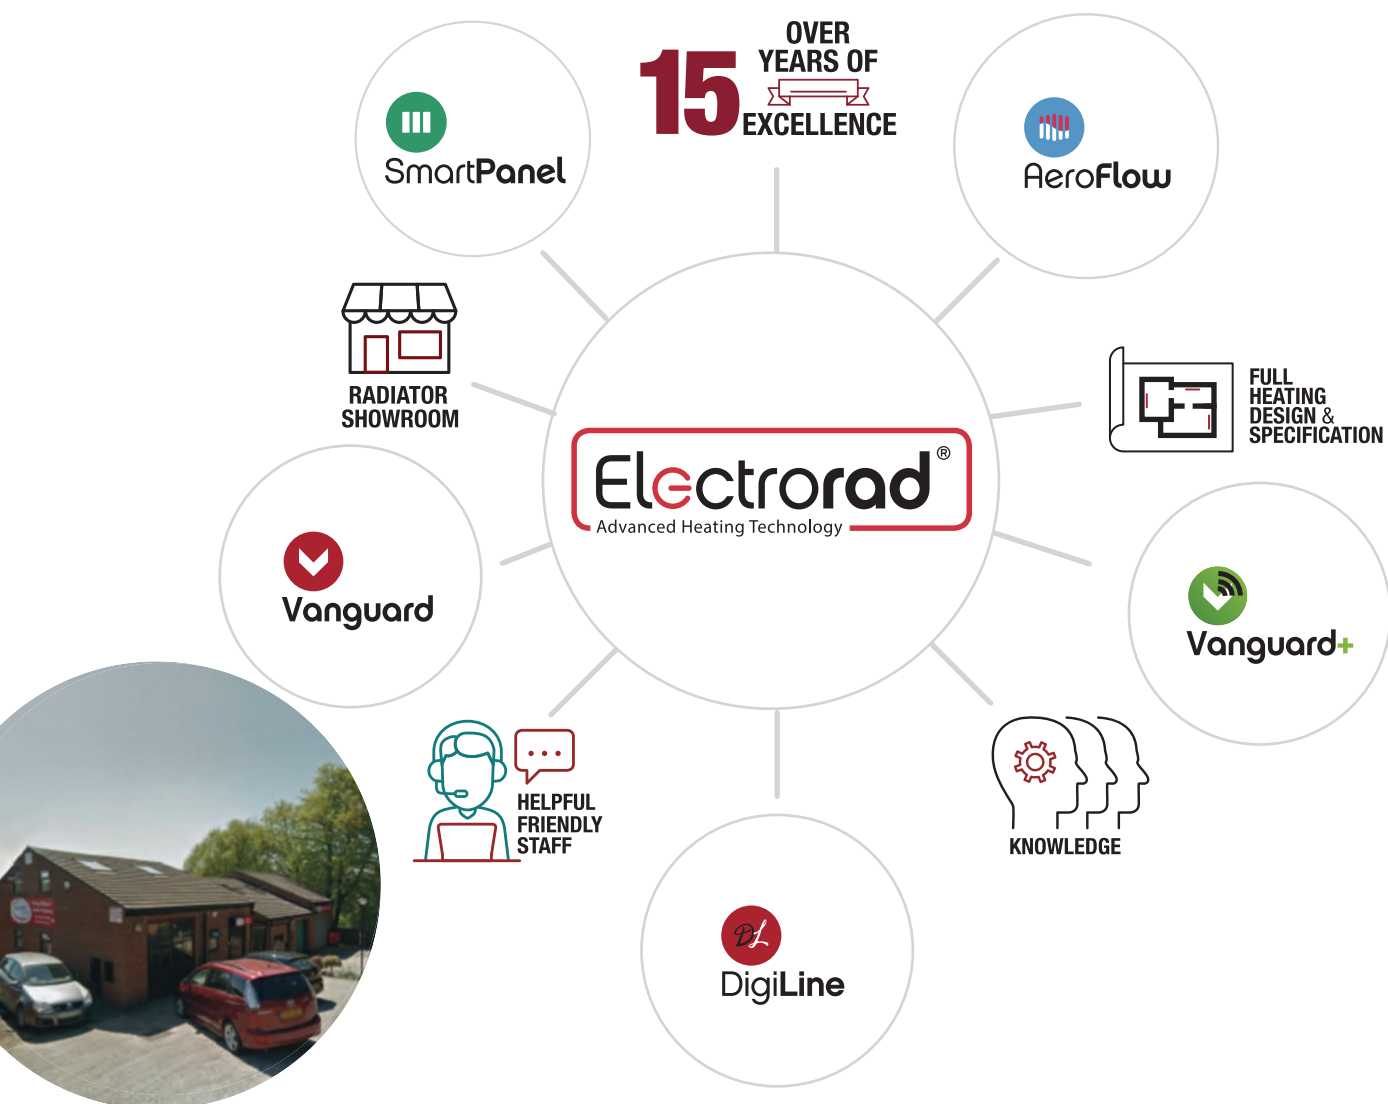 OVER
15 YEARS OF
EXCELLENCE
SmartPanel
AeroFlow
RADIATOR
SHOWROOM
FULL
HEATING
DESIGN &
SPECIFICATION
Electrorad®
Advanced Heating Technology
Vanguard
Vanguard+
HELPFUL
FRIENDLY
STAFF
KNOWLEDGE
DL
DigiLine